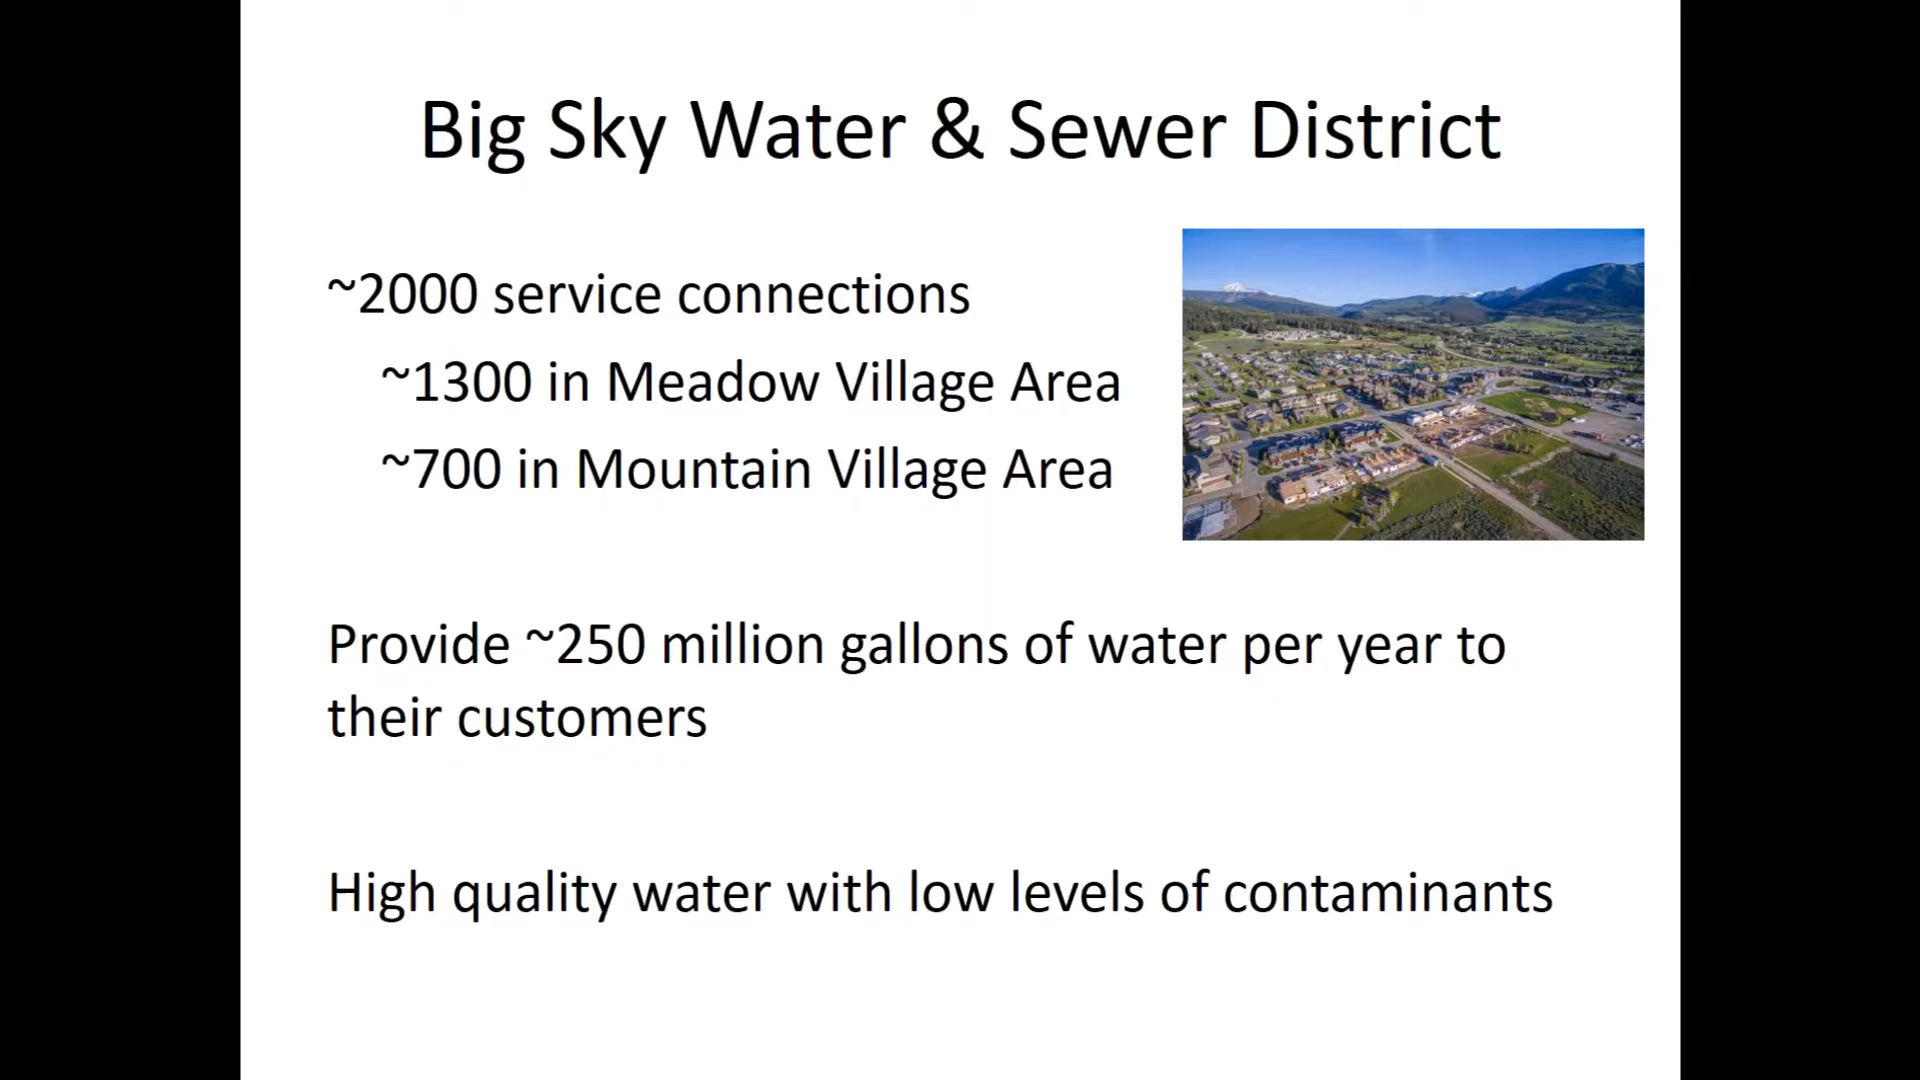 Big Sky Water & Sewer District
~2000 service connections
~1300 in Meadow Village Area
~700 in Mountain Village Area
Provide ~250 million gallons of water per year to
their customers
High quality water with low levels of contaminants